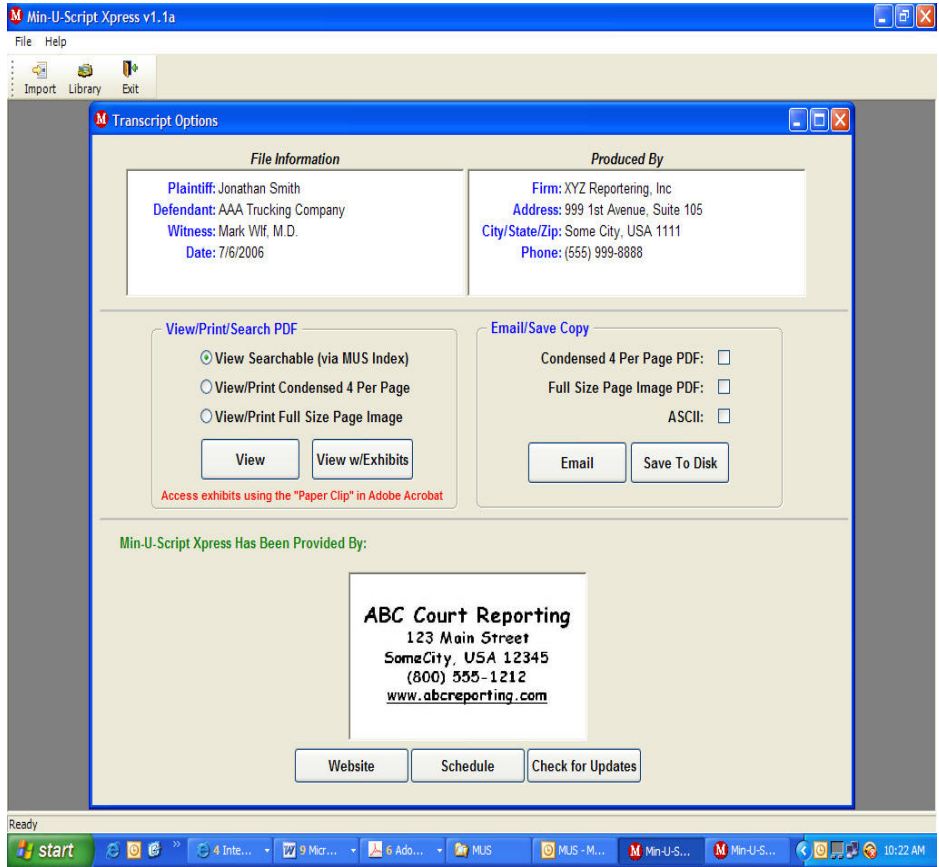 Min-U-Script Xpress v1.1a
File Help
Import Library Exit
Transcript Options
File Information
Plaintiff: Jonathan Smith
Defendant: AAA Trucking Company
Witness: Mark Wlf, M.D.
Date: 7/6/2006
Produced By
Firm: XYZ Reportering, Inc
Address: 999 1st Avenue, Suite 105
City/State/Zip: Some City, USA 1111
Phone: (555) 999-8888
View/Print/Search PDF
View Searchable (via MUS Index)
View/Print Condensed 4 Per Page
View/Print Full Size Page Image
View View w/Exhibits
Access exhibits using the "Paper Clip" in Adobe Acrobat
Email/Save Copy
Condensed 4 Per Page PDF:
Full Size Page Image PDF:
ASCII:
Email Save To Disk
Min-U-Script Xpress Has Been Provided By:
ABC Court Reporting
123 Main Street
SomeCity, USA 12345
(800) 555-1212
www.abcreporting.com
Website Schedule Check for Updates
Ready
start 4 Inte... 9 Micr... 6 Ado... MUS MUS - M... Min-U-S... Min-U-S... 10:22 AM